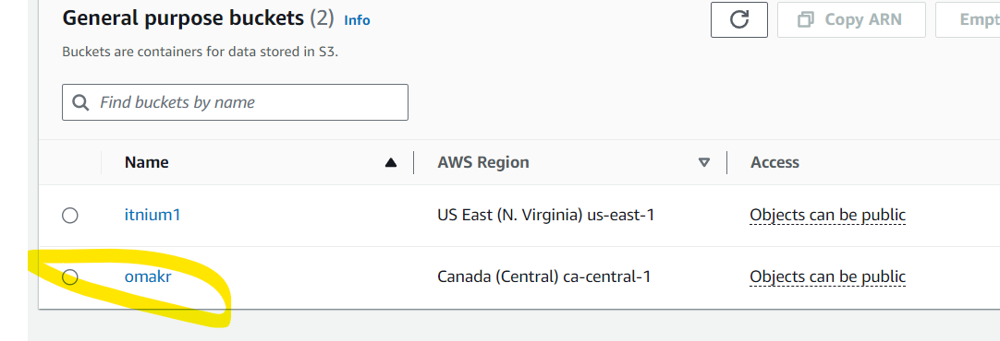 General purpose buckets (2) Info
Copy ARN
Empt
Buckets are containers for data stored in S3.
Find buckets by name
Name AWS Region Access
itnium1 US East (N. Virginia) us-east-1 Objects can be public
omakr Canada (Central) ca-central-1 Objects can be public